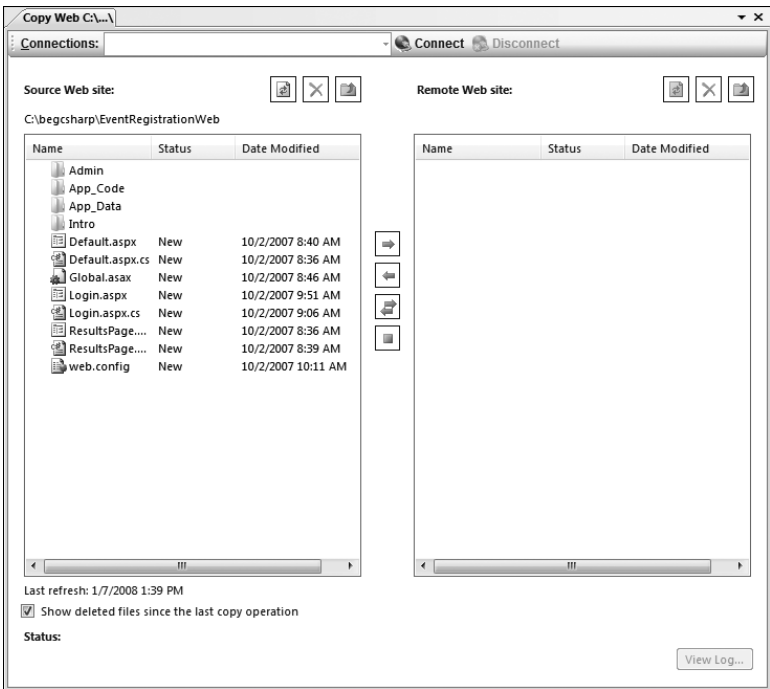 Copy Web C:\...\
Connections: Connect Disconnect
Source Web site: Remote Web site:
C:\begcsharp\EventRegistrationWeb
Name Status Date Modified Name Status Date Modified
Admin
App_Code
App_Data
Intro
Default.aspx New 10/2/2007 8:40 AM
Default.aspx.cs New 10/2/2007 8:36 AM
Global.asax New 10/2/2007 8:46 AM
Login.aspx New 10/2/2007 9:51 AM
Login.aspx.cs New 10/2/2007 9:06 AM
ResultsPage.... New 10/2/2007 8:36 AM
ResultsPage.... New 10/2/2007 8:39 AM
web.config New 10/2/2007 10:11 AM
Last refresh: 1/7/2008 1:39 PM
Show deleted files since the last copy operation
Status:
View Log...